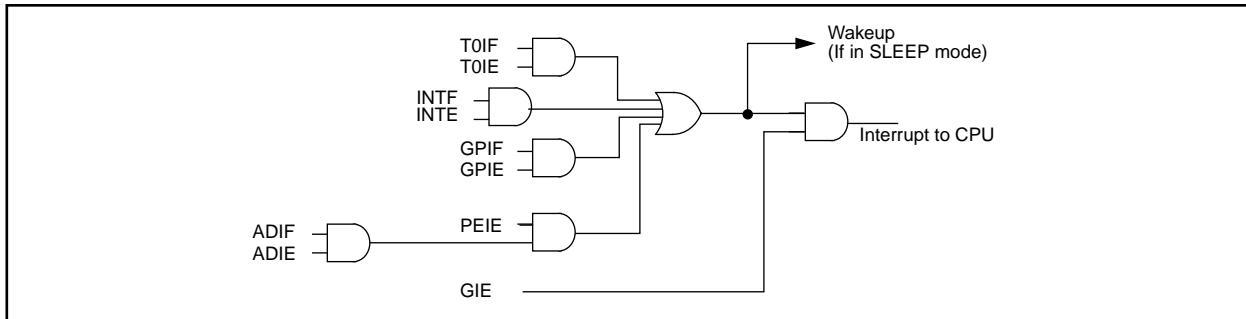 Wakeup
(If in SLEEP mode)
T0IF
T0IE
INTF
INTE
Interrupt to CPU
GPIF
GPIE
PEIE
ADIF
ADIE
GIE